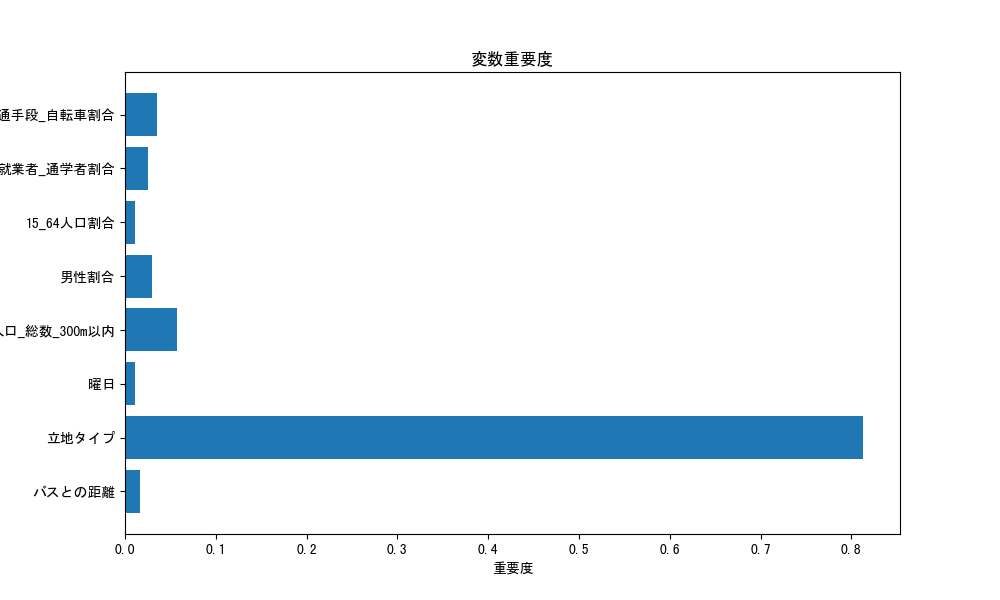 変数重要度
通手段_自転車割合
就業者_通学者割合
15_64人口割合
男性割合
人口_総数_300m以内
曜日
立地タイプ
バスとの距離
0.0 0.1 0.2 0.3 0.4 0.5 0.6 0.7 0.8
重要度